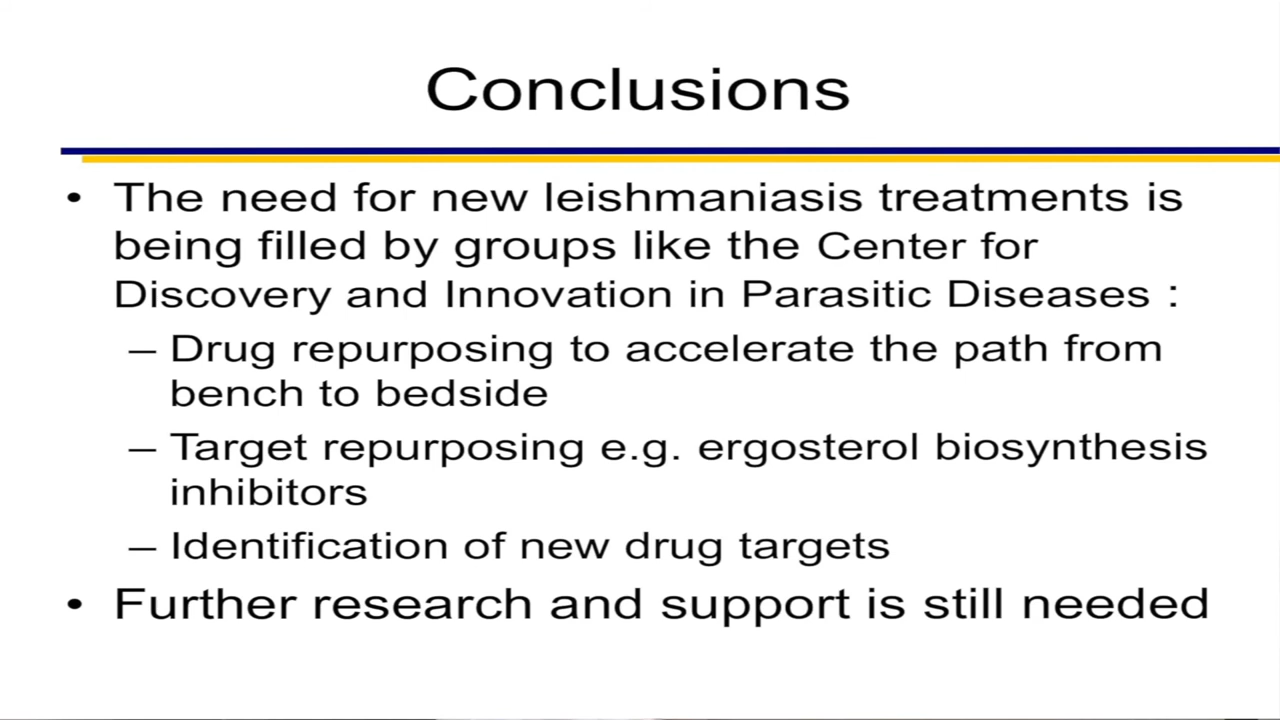 Conclusions
• The need for new leishmaniasis treatments is
being filled by groups like the Center for
Discovery and Innovation in Parasitic Diseases :
– Drug repurposing to accelerate the path from
bench to bedside
– Target repurposing e.g. ergosterol biosynthesis
inhibitors
– Identification of new drug targets
• Further research and support is still needed